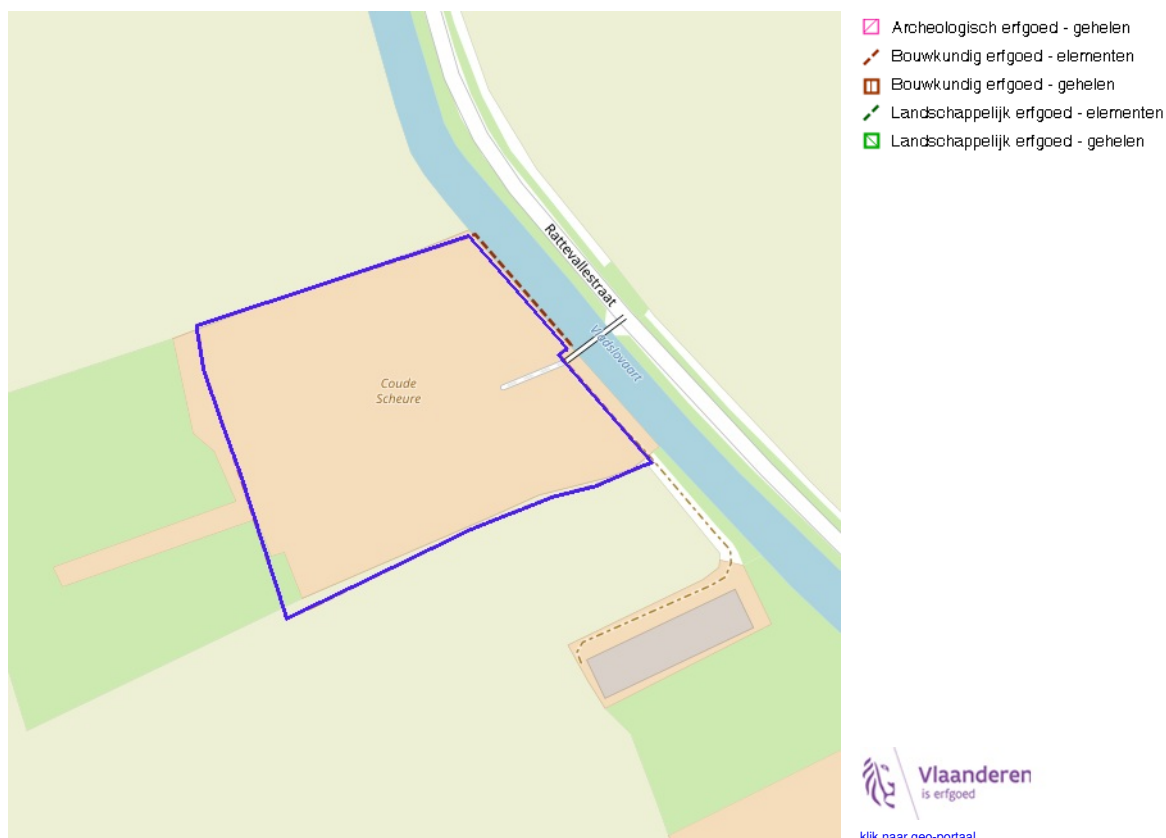 Archeologisch erfgoed - gehelen
Bouwkundig erfgoed - elementen
Bouwkundig erfgoed - gehelen
Landschappelijk erfgoed - elementen
Landschappelijk erfgoed - gehelen
Rattevallestraat
Vladslovaart
Coude
Scheure
Vlaanderen
is erfgoed
klik naar geo-portaal